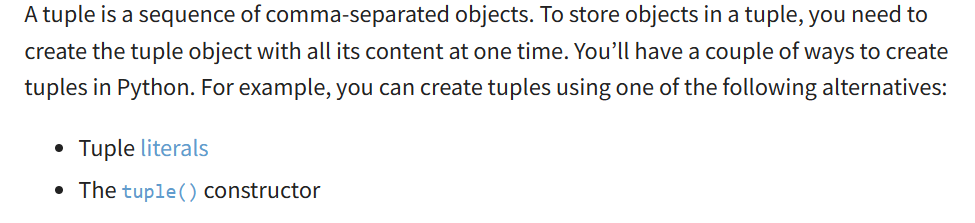 A tuple is a sequence of comma-separated objects. To store objects in a tuple, you need to
create the tuple object with all its content at one time. You’ll have a couple of ways to create
tuples in Python. For example, you can create tuples using one of the following alternatives:
• Tuple literals
• The tuple() constructor